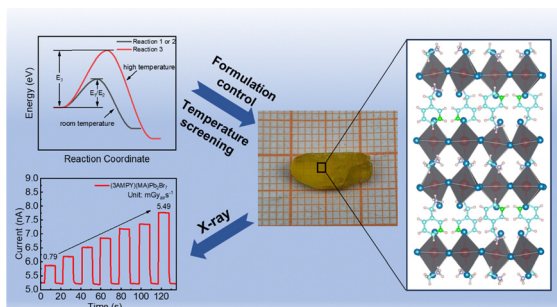 Reaction 1 or 2
Reaction 3
high temperature
E₃
E₁/E₂
room temperature
Energy (eV)
Reaction Coordinate
Formulation
control
Temperature
screening
X-ray
(3AMPY)(MA)Pb₂Br₇
Unit: mGyₐᵢᵣs⁻¹
5.49
0.79
Current (nA)
9.0
8.5
8.0
7.5
7.0
6.5
6.0
5.5
5.0
0 20 40 60 80 100 120
Time (s)